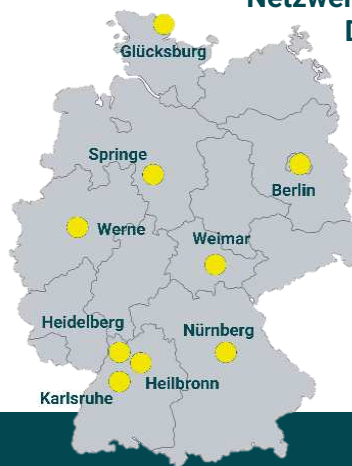 Glücksburg
Springe
Berlin
Werne
Weimar
Heidelberg
Nürnberg
Heilbronn
Karlsruhe